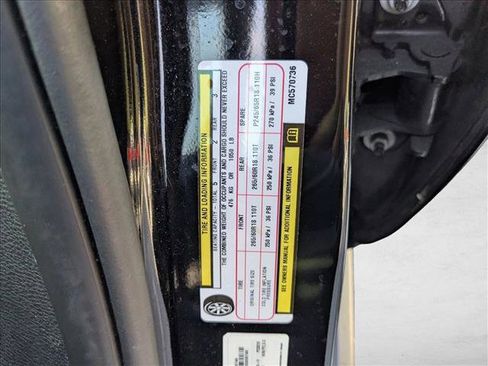 TIRE AND LOADING INFORMATION
SEATING CAPACITY - TOTAL 5 FRONT 2 REAR 3
THE COMBINED WEIGHT OF OCCUPANTS AND CARGO SHOULD NEVER EXCEED
476 KG OR 1050 LB
TIRE FRONT REAR SPARE
ORIGINAL TIRE SIZE 265/60R18 110T 265/60R18 110T P245/65R18 110H
COLD TIRE INFLATION PRESSURE 250 kPa / 36 PSI 250 kPa / 36 PSI 270 kPa / 39 PSI
SEE OWNERS MANUAL FOR ADDITIONAL INFORMATION
MC570736